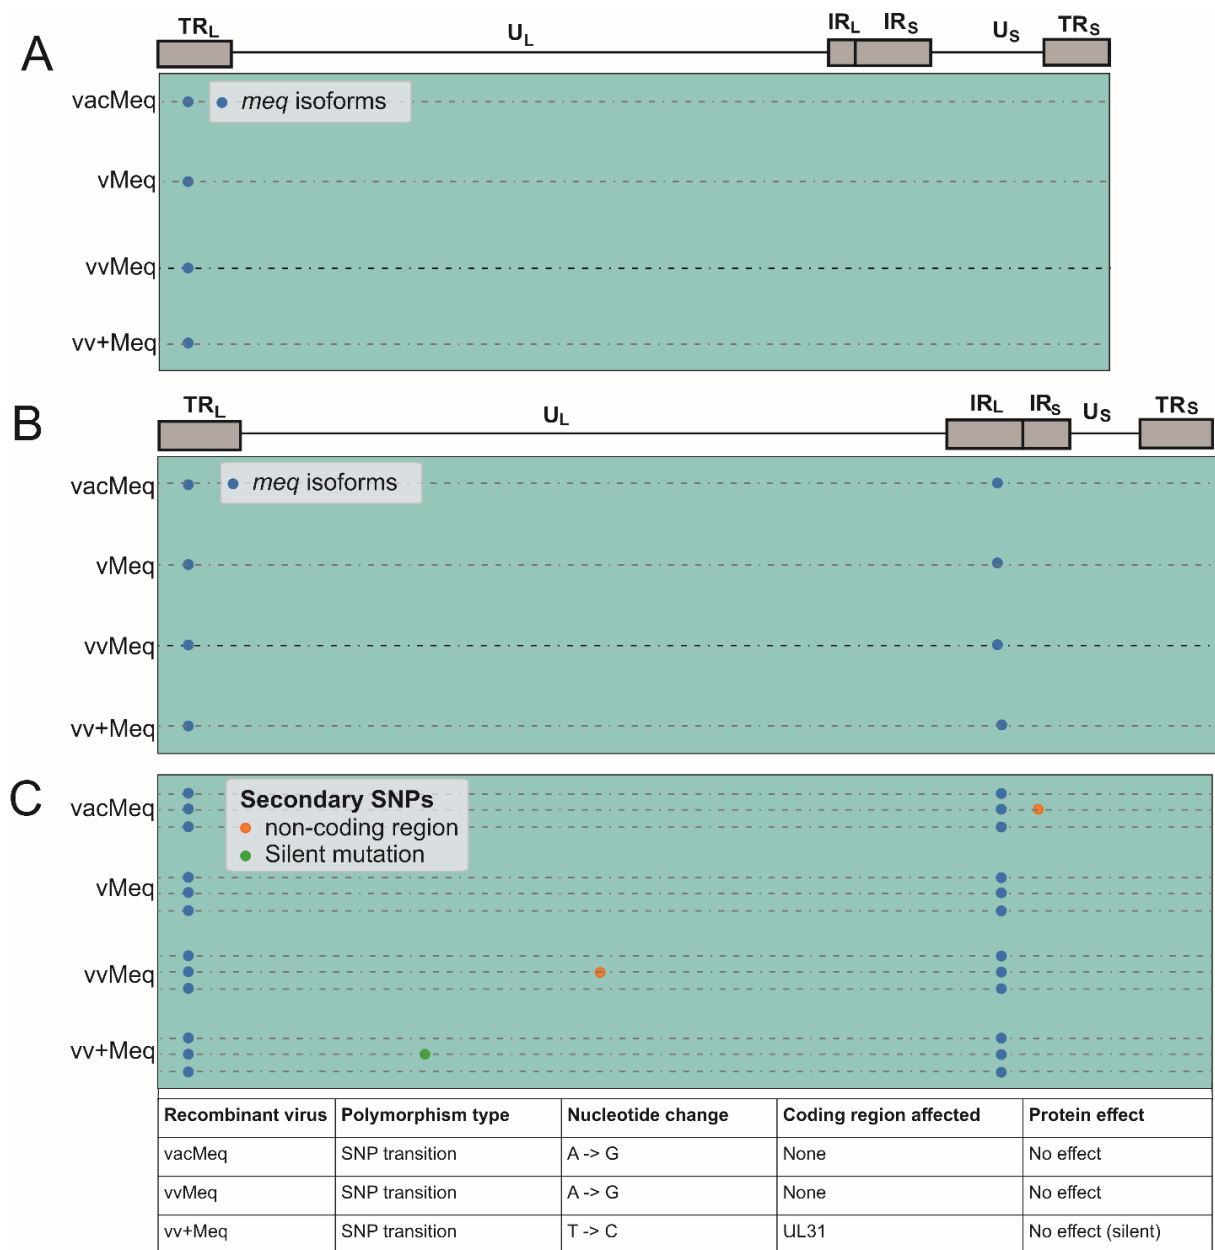 A
TRL
UL
IRL
IRS
US
TRS
vacMeq
meq isoforms
vMeq
vvMeq
vv+Meq
B
TRL
UL
IRL
IRS
US
TRS
vacMeq
meq isoforms
vMeq
vvMeq
vv+Meq
C
vacMeq
Secondary SNPs
non-coding region
Silent mutation
vMeq
vvMeq
vv+Meq
Recombinant virus Polymorphism type Nucleotide change Coding region affected Protein effect
vacMeq SNP transition A -> G None No effect
vvMeq SNP transition A -> G None No effect
vv+Meq SNP transition T -> C UL31 No effect (silent)